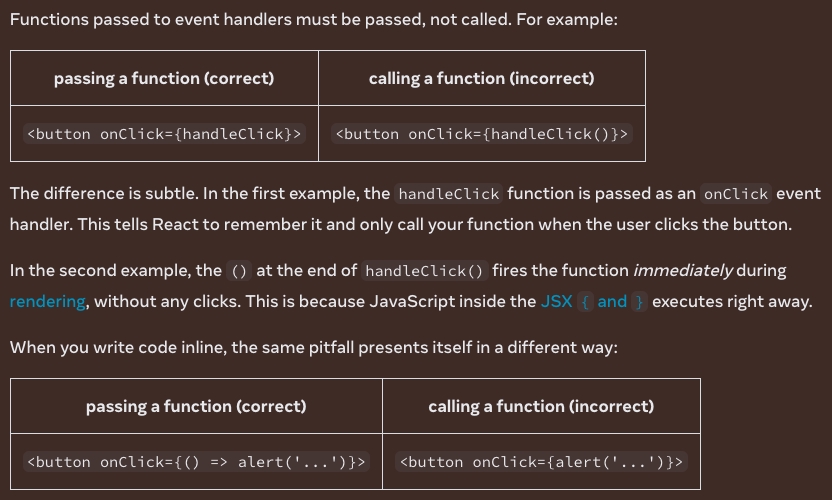 Functions passed to event handlers must be passed, not called. For example:
passing a function (correct) calling a function (incorrect)
<button onClick={handleClick}> <button onClick={handleClick()}>
The difference is subtle. In the first example, the handleClick function is passed as an onClick event
handler. This tells React to remember it and only call your function when the user clicks the button.
In the second example, the () at the end of handleClick() fires the function immediately during
rendering, without any clicks. This is because JavaScript inside the JSX { and } executes right away.
When you write code inline, the same pitfall presents itself in a different way:
passing a function (correct) calling a function (incorrect)
<button onClick={() => alert('...')}> <button onClick={alert('...')}>